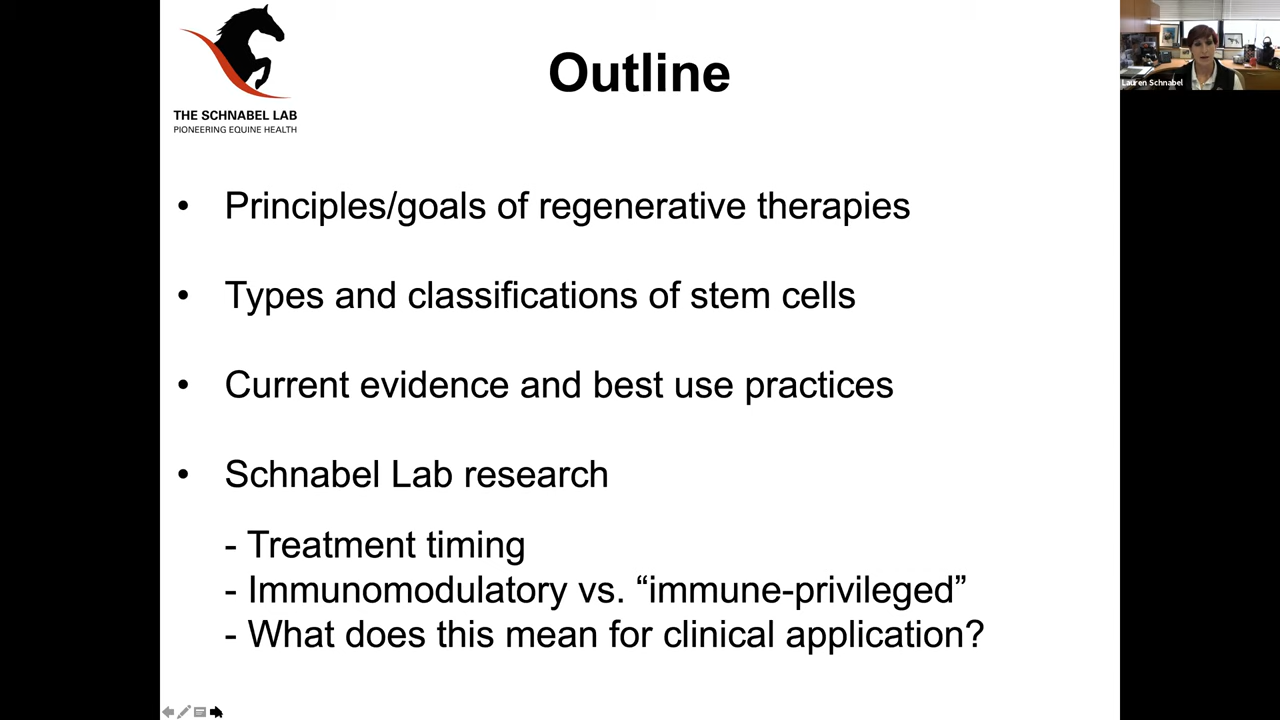 THE SCHNABEL LAB
PIONEERING EQUINE HEALTH
Outline
Lauren Schnabel
• Principles/goals of regenerative therapies
• Types and classifications of stem cells
• Current evidence and best use practices
• Schnabel Lab research
- Treatment timing
- Immunomodulatory vs. “immune-privileged”
- What does this mean for clinical application?